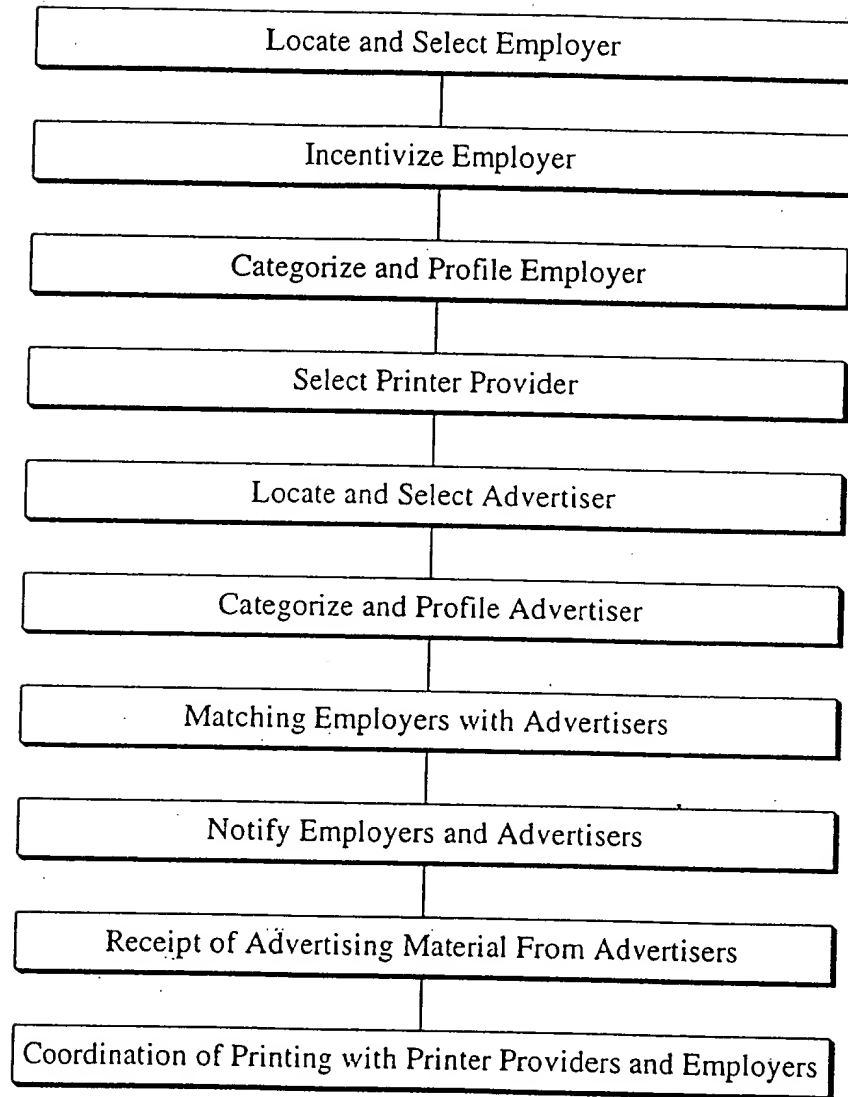 Locate and Select Employer
Incentivize Employer
Categorize and Profile Employer
Select Printer Provider
Locate and Select Advertiser
Categorize and Profile Advertiser
Matching Employers with Advertisers
Notify Employers and Advertisers
Receipt of Advertising Material From Advertisers
Coordination of Printing with Printer Providers and Employers